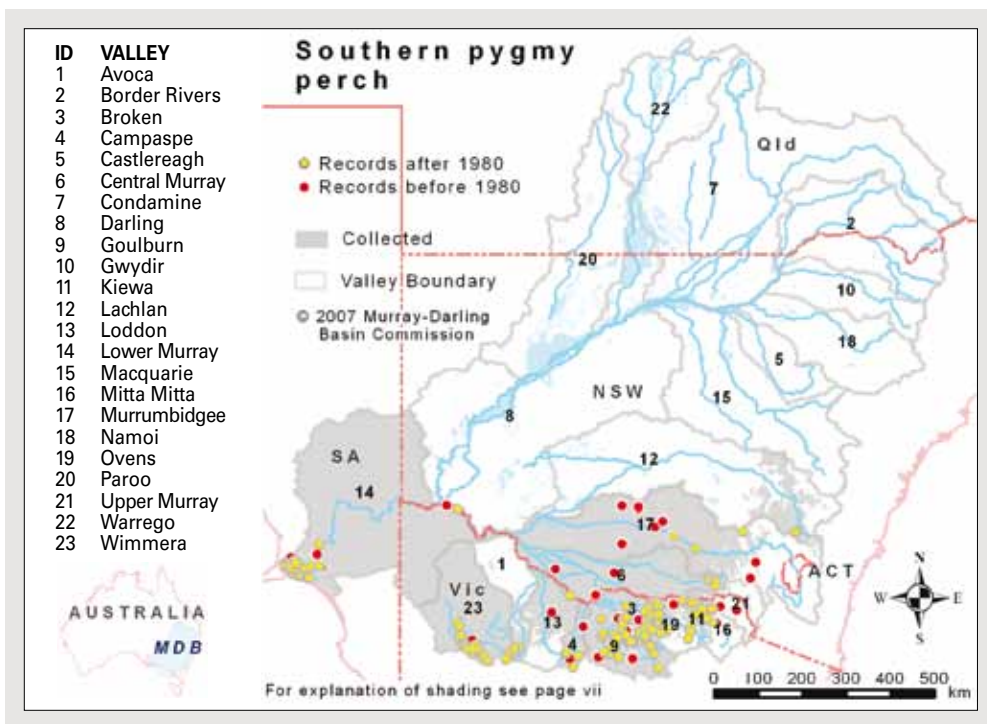 ID VALLEY
1 Avoca
2 Border Rivers
3 Broken
4 Campaspe
5 Castlereagh
6 Central Murray
7 Condamine
8 Darling
9 Goulburn
10 Gwydir
11 Kiewa
12 Lachlan
13 Loddon
14 Lower Murray
15 Macquarie
16 Mitta Mitta
17 Murrumbidgee
18 Namoi
19 Ovens
20 Paroo
21 Upper Murray
22 Warrego
23 Wimmera
AUSTRALIA
MDB
Southern pygmy
perch
Records after 1980
Records before 1980
Collected
Valley Boundary
© 2007 Murray-Darling
Basin Commission
22
Qld
7
2
20
10
18
5
NSW
15
8
SA
12
14
17
1
6
ACT
Vic
23
13
3
21
19
11
16
4
9
N
W E
S
For explanation of shading see page vii
0 100 200 300 400 500
km